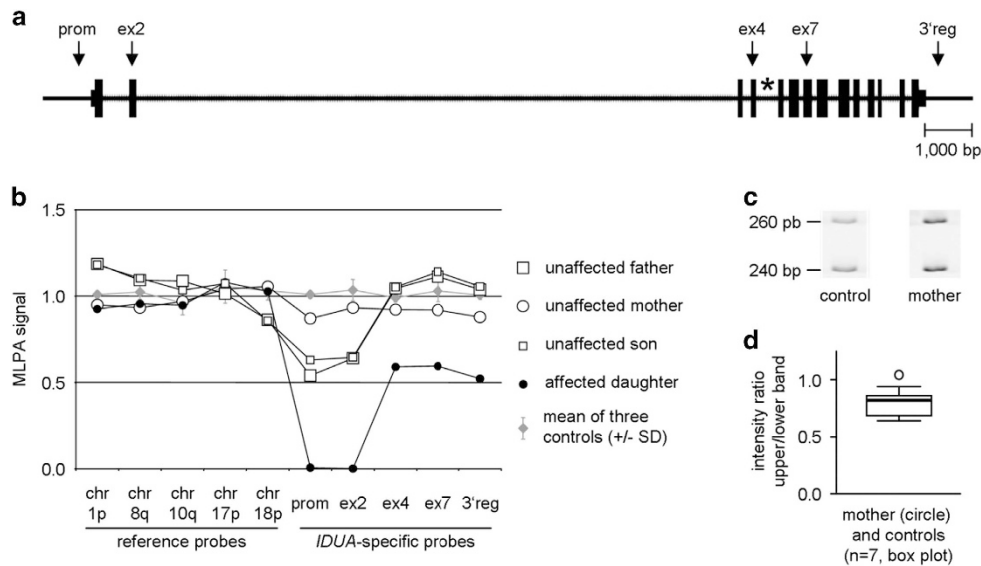 a
prom
ex2
ex4
ex7
3'reg
*
1,000 bp
b
1.5
1.0
0.5
0.0
MLPA signal
chr 1p
chr 8q
chr 10q
chr 17p
chr 18p
prom
ex2
ex4
ex7
3'reg
reference probes
IDUA-specific probes
unaffected father
unaffected mother
unaffected son
affected daughter
mean of three
controls (+/- SD)
c
260 pb
240 bp
control
mother
d
1.0
0.5
0.0
intensity ratio
upper/lower band
mother (circle)
and controls
(n=7, box plot)